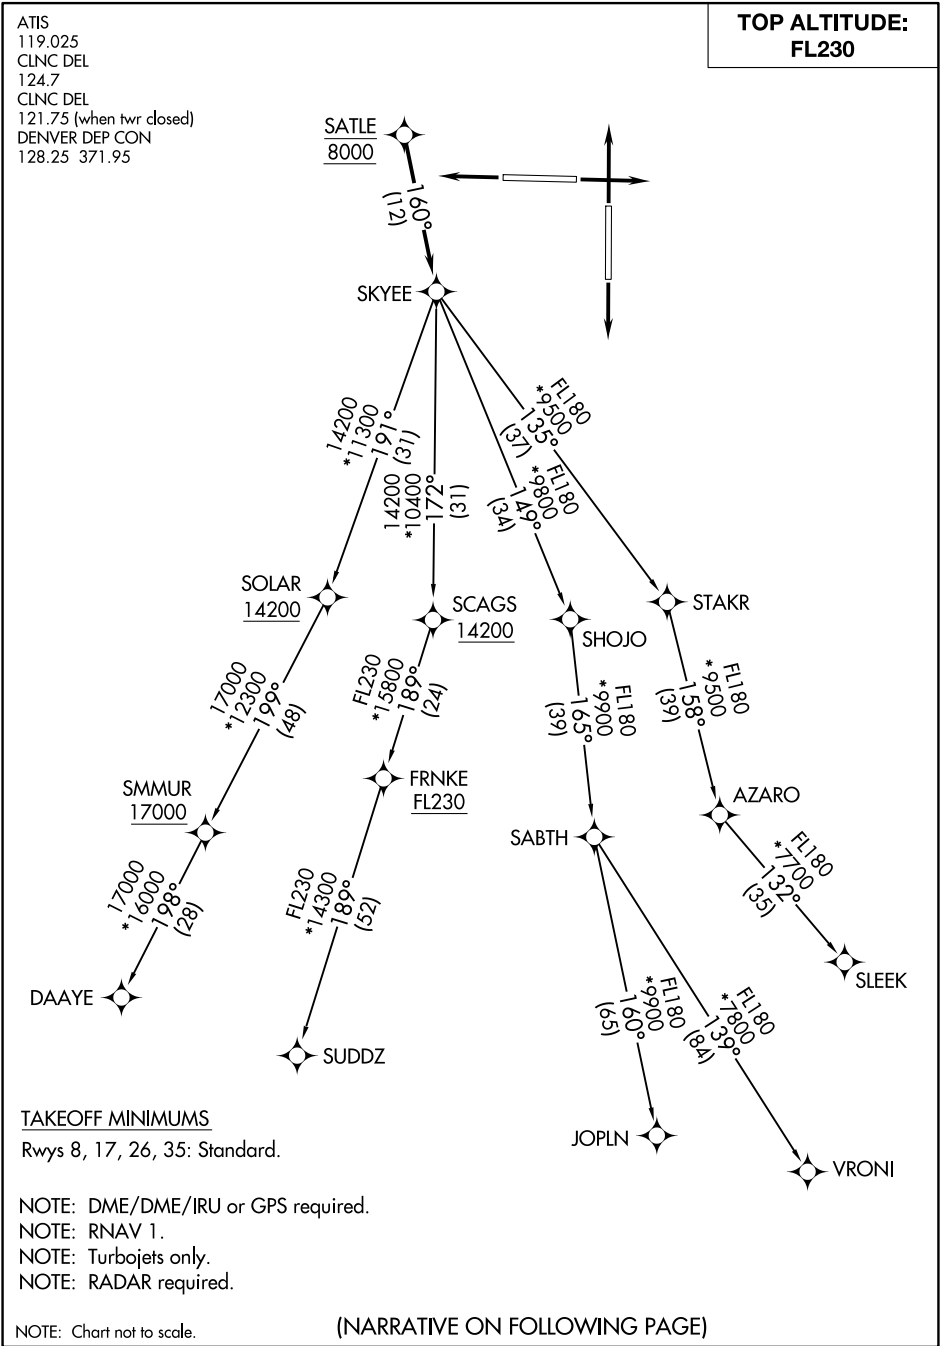 ATIS
119.025
CLNC DEL
124.7
CLNC DEL
121.75 (when twr closed)
DENVER DEP CON
128.25 371.95
TOP ALTITUDE:
FL230
SATLE
8000
160°
(12)
SKYEE
14200
*11300
191°
(31)
14200
*10400
172°
(31)
FL180
*9800
149°
(34)
FL180
*9500
135°
(37)
SOLAR
14200
SCAGS
14200
SHOJO
STAKR
17000
*12300
199°
(48)
FL230
*15800
189°
(24)
FL180
*9900
165°
(39)
FL180
*9500
158°
(39)
SMMUR
17000
FRNKE
FL230
SABTH
AZARO
17000
*16000
198°
(28)
FL230
*14300
189°
(52)
FL180
*9900
160°
(65)
FL180
*7800
139°
(84)
FL180
*7700
132°
(35)
DAAYE
SUDDZ
JOPLN
VRONI
SLEEK
TAKEOFF MINIMUMS
Rwys 8, 17, 26, 35: Standard.
NOTE: DME/DME/IRU or GPS required.
NOTE: RNAV 1.
NOTE: Turbojets only.
NOTE: RADAR required.
NOTE: Chart not to scale.
(NARRATIVE ON FOLLOWING PAGE)